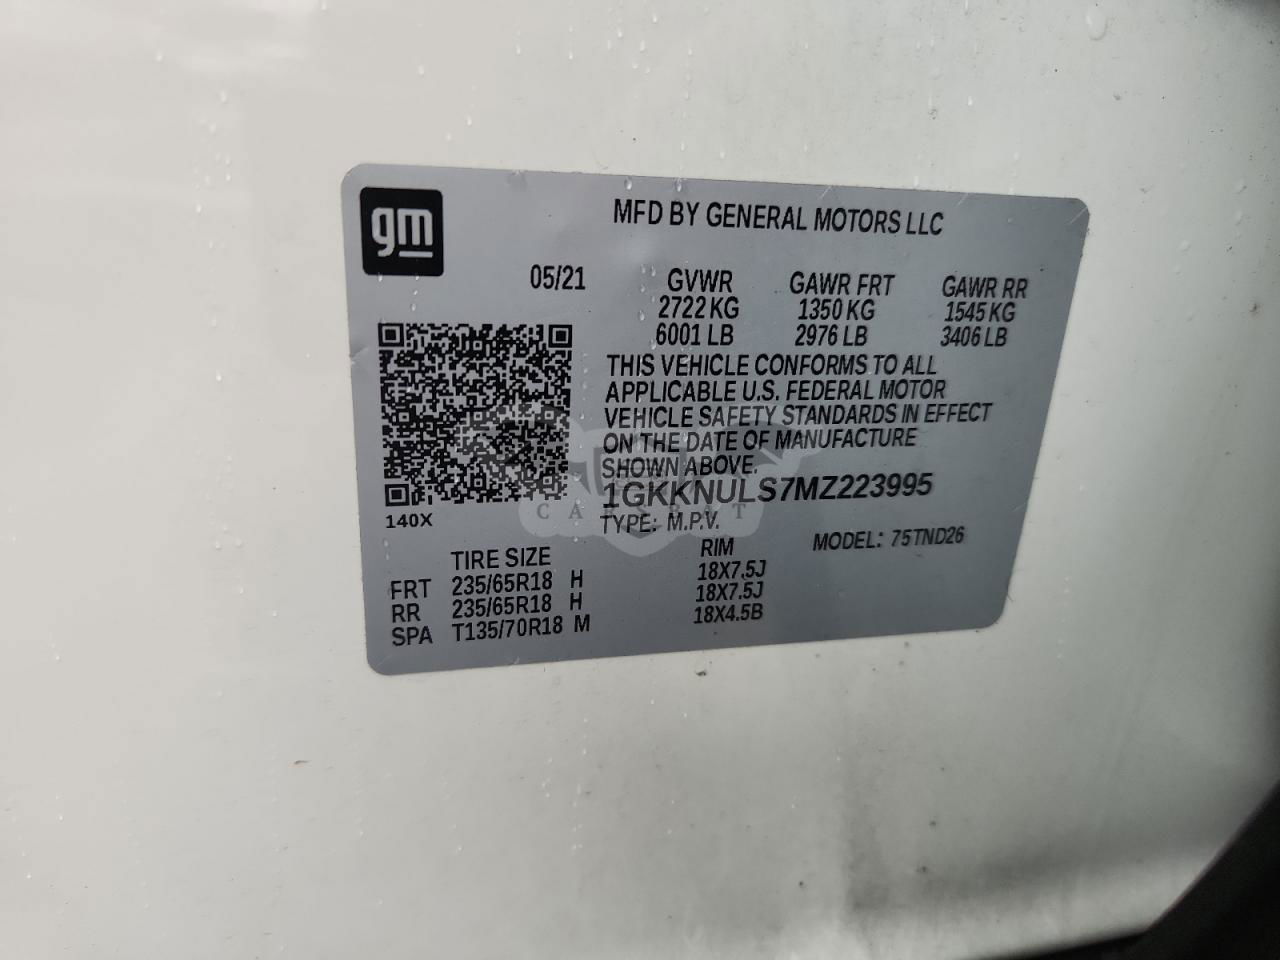 gm
MFD BY GENERAL MOTORS LLC
05/21 GVWR GAWR FRT GAWR RR
2722 KG 1350 KG 1545 KG
6001 LB 2976 LB 3406 LB
THIS VEHICLE CONFORMS TO ALL
APPLICABLE U.S. FEDERAL MOTOR
VEHICLE SAFETY STANDARDS IN EFFECT
ON THE DATE OF MANUFACTURE
SHOWN ABOVE.
1GKKNULS7MZ223995
140X
TYPE: M.P.V. MODEL: 75TND26
TIRE SIZE RIM
FRT 235/65R18 H 18X7.5J
RR 235/65R18 H 18X7.5J
SPA T135/70R18 M 18X4.5B